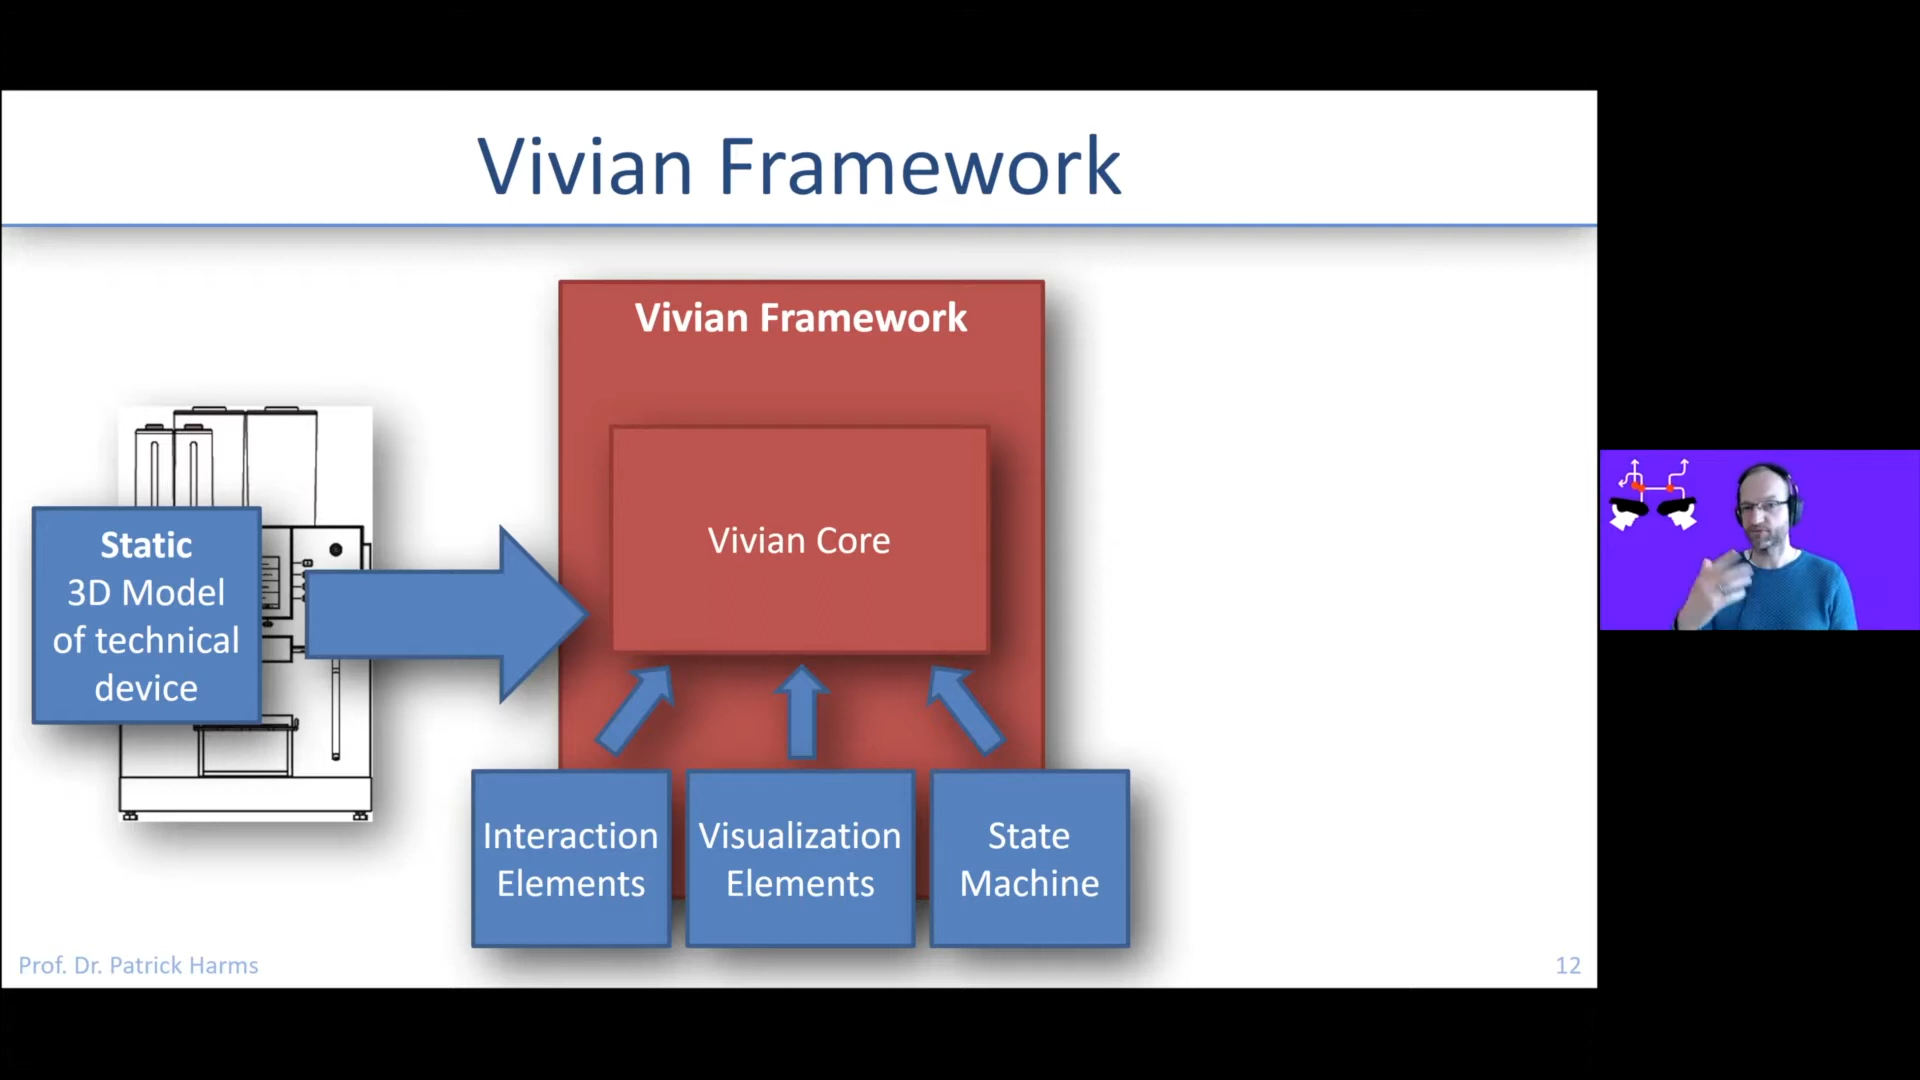 Vivian Framework
Vivian Framework
Vivian Core
Static
3D Model
of technical
device
Interaction
Elements
Visualization
Elements
State
Machine
Prof. Dr. Patrick Harms
12